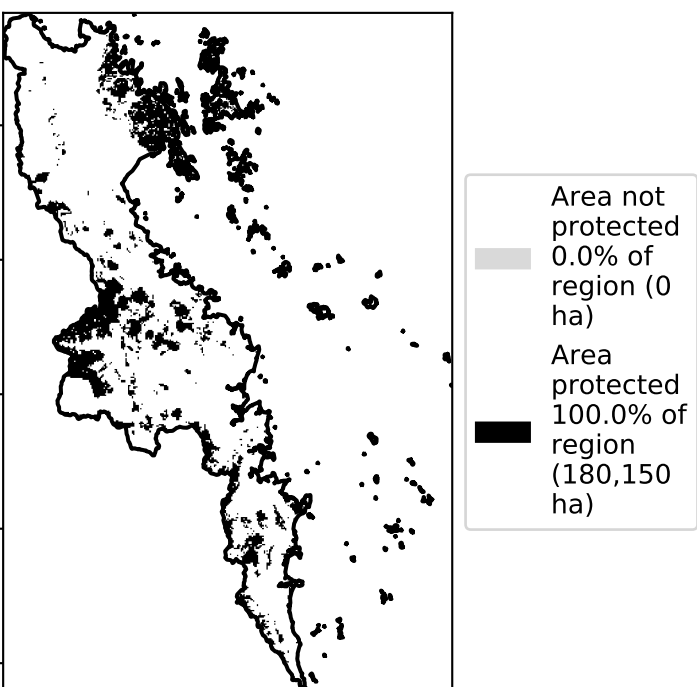 Area not
protected
0.0% of
region (0
ha)
Area
protected
100.0% of
region
(180,150
ha)